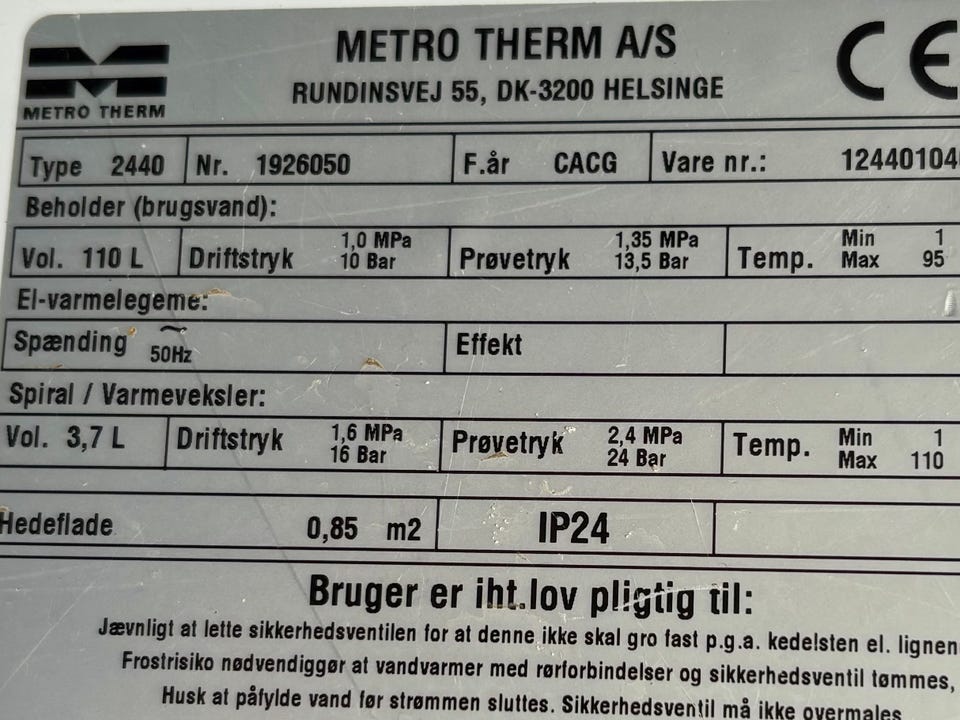 METRO THERM
METRO THERM A/S
RUNDINSVEJ 55, DK-3200 HELSINGE
CE
Type 2440 Nr. 1926050 F.år CACG Vare nr.: 12440104
Beholder (brugsvand):
Vol. 110 L Driftstryk 1,0 MPa 10 Bar Prøvetryk 1,35 MPa 13,5 Bar Temp. Min 1 Max 95
El-varmelegeme:
Spænding ~ 50Hz Effekt
Spiral / Varmeveksler:
Vol. 3,7 L Driftstryk 1,6 MPa 16 Bar Prøvetryk 2,4 MPa 24 Bar Temp. Min 1 Max 110
Hedeflade 0,85 m2 IP24
Bruger er iht.lov pligtig til:
Jævnligt at lette sikkerhedsventilen for at denne ikke skal gro fast p.g.a. kedelsten el. lignen
Frostrisiko nødvendiggør at vandvarmer med rørforbindelser og sikkerhedsventil tømmes,
Husk at påfylde vand før strømmen sluttes. Sikkerhedsventil må ikke overmales